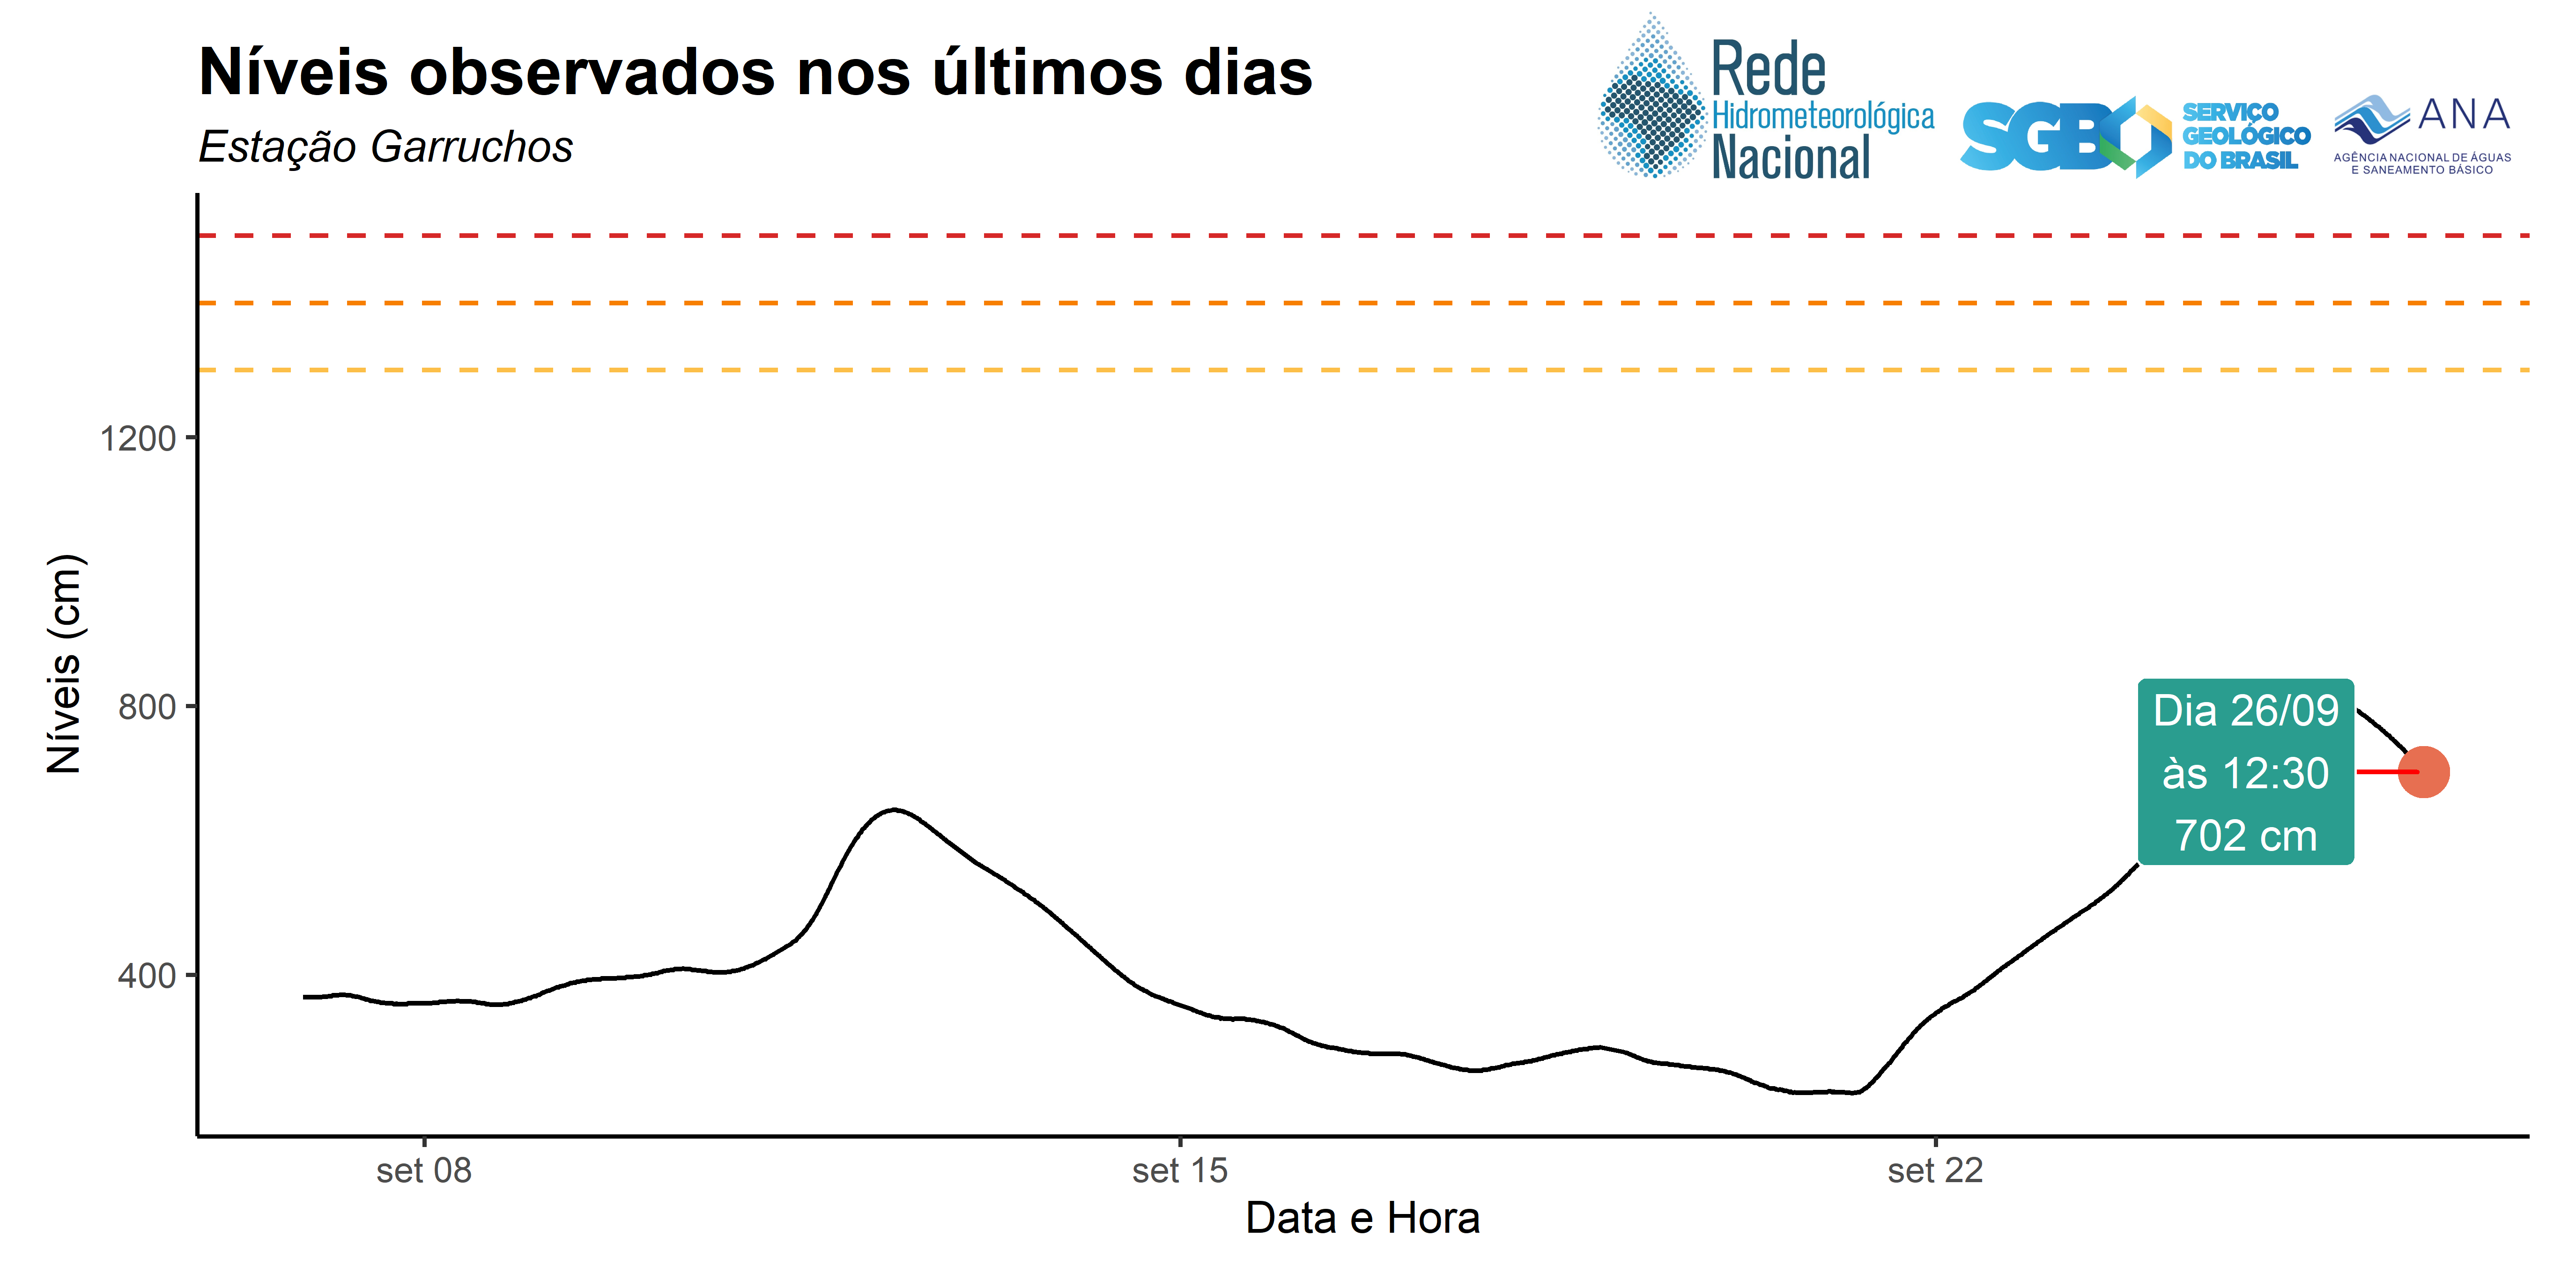 Níveis observados nos últimos dias
Estação Garruchos
Rede
Hidrometeorológica
Nacional
SGB
SERVIÇO
GEOLÓGICO
DO BRASIL
ANA
AGÊNCIA NACIONAL DE ÁGUAS
E SANEAMENTO BÁSICO
Níveis (cm)
1200
800
400
Dia 26/09
às 12:30
702 cm
set 08
set 15
set 22
Data e Hora